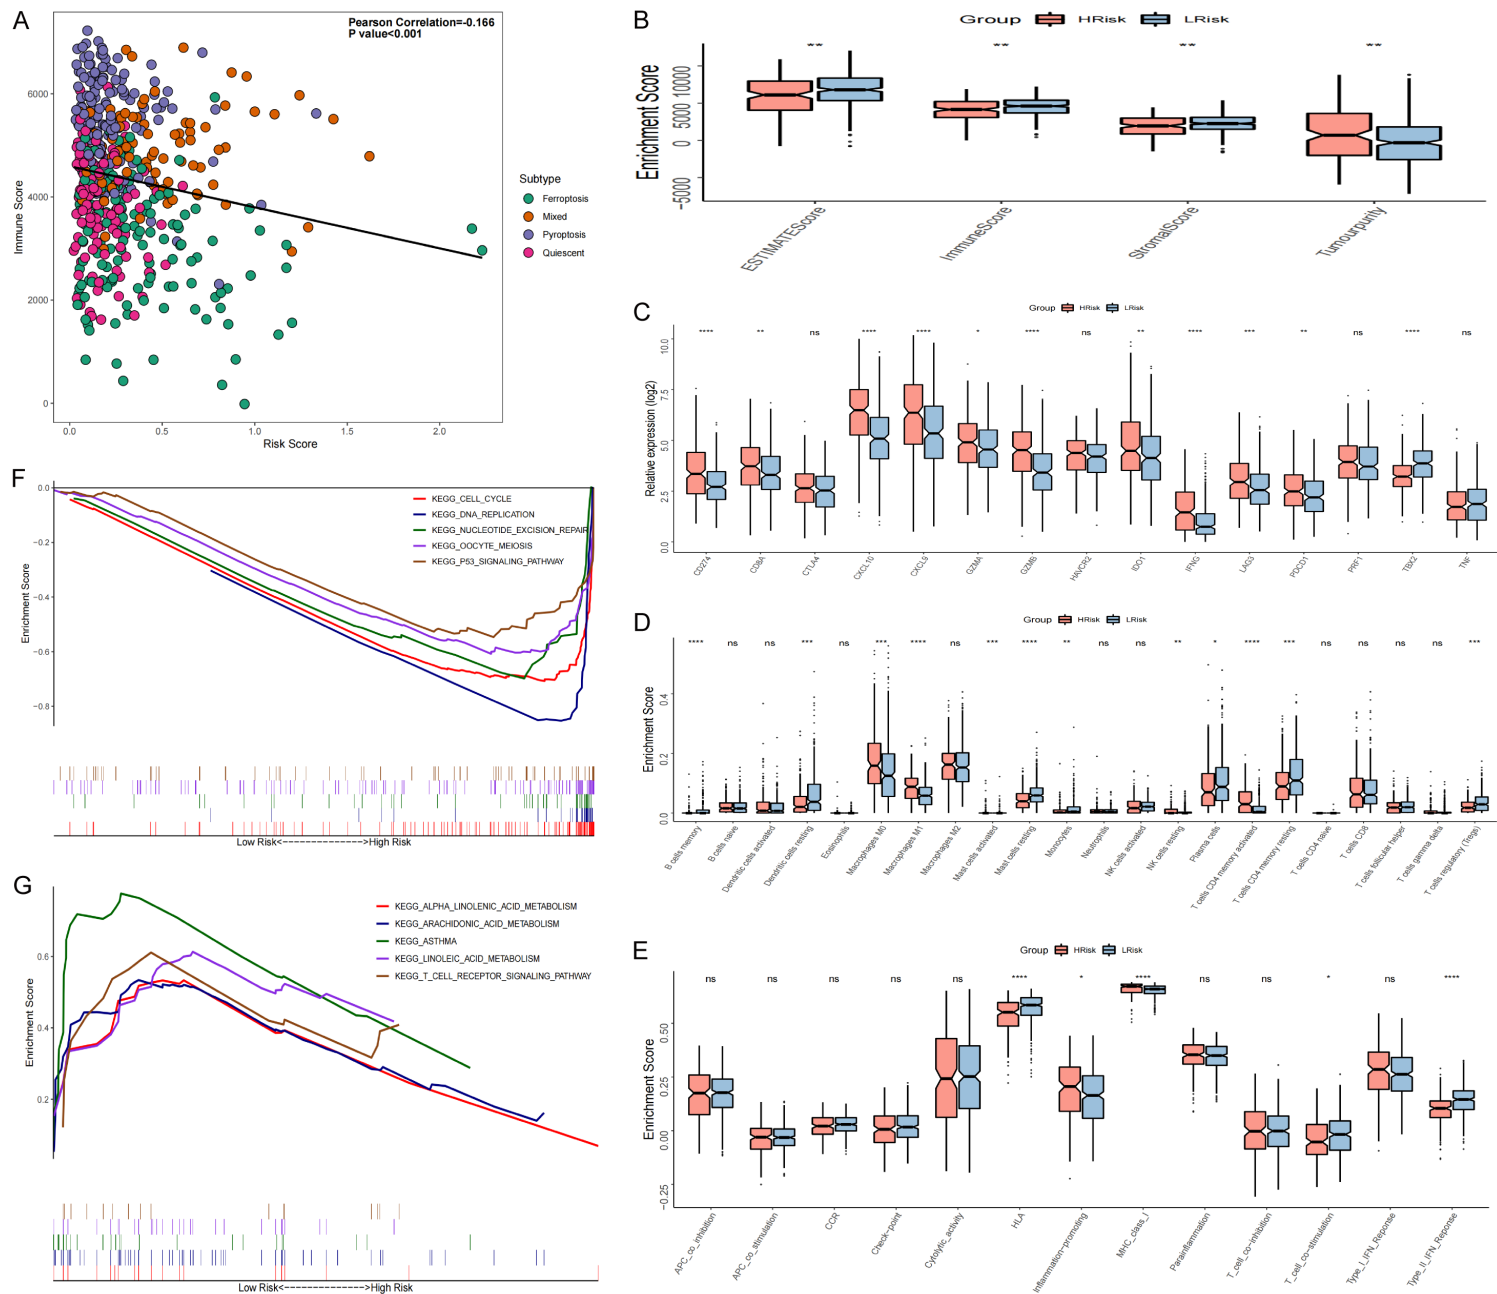 A
Pearson Correlation=-0.166
P value<0.001
Immune Score
6000
4000
2000
0
0.0
0.5
1.0
1.5
2.0
Risk Score
Subtype
Ferroptosis
Mixed
Pyroptosis
Quiescent
B
Group HRisk LRisk
Enrichment Score
10000
5000
0
−5000
** ** ** **
ESTIMATEScore
ImmuneScore
StromalScore
Tumourpurity
C
Group HRisk LRisk
Relative expression (log2)
10.0
7.5
5.0
2.5
0.0
**** ** ns **** **** * **** ns ** **** *** ** ns **** ns
CD274
CD8A
CTLA4
CXCL10
CXCL9
GZMA
GZMB
HAVCR2
IDO1
IFNG
LAG3
PDCD1
PRF1
TBX2
TNF
D
Group HRisk LRisk
Enrichment Score
0.4
0.2
0.0
**** ns ns *** ns *** **** ns *** **** ** ns ns ** * **** *** ns ns ns ns ***
B cells memory
B cells naive
Dendritic cells activated
Dendritic cells resting
Eosinophils
Macrophages M0
Macrophages M1
Macrophages M2
Mast cells activated
Mast cells resting
Monocytes
Neutrophils
NK cells activated
NK cells resting
Plasma cells
T cells CD4 memory activated
T cells CD4 memory resting
T cells CD4 naive
T cells CD8
T cells follicular helper
T cells gamma delta
T cells regulatory (Tregs)
E
Group HRisk LRisk
Enrichment Score
0.50
0.25
0.00
−0.25
ns ns ns ns ns **** * **** ns ns * ns ****
APC_co_inhibition
APC_co_stimulation
CCR
Check−point
Cytolytic_activity
HLA
Inflammation−promoting
MHC_class_I
Parainflammation
T_cell_co−inhibition
T_cell_co−stimulation
Type_I_IFN_Reponse
Type_II_IFN_Reponse
F
Enrichment Score
0.0
−0.2
−0.4
−0.6
−0.8
KEGG_CELL_CYCLE
KEGG_DNA_REPLICATION
KEGG_NUCLEOTIDE_EXCISION_REPAIR
KEGG_OOCYTE_MEIOSIS
KEGG_P53_SIGNALING_PATHWAY
Low Risk<-------------->High Risk
G
Enrichment Score
0.6
0.4
0.2
KEGG_ALPHA_LINOLENIC_ACID_METABOLISM
KEGG_ARACHIDONIC_ACID_METABOLISM
KEGG_ASTHMA
KEGG_LINOLEIC_ACID_METABOLISM
KEGG_T_CELL_RECEPTOR_SIGNALING_PATHWAY
Low Risk<-------------->High Risk